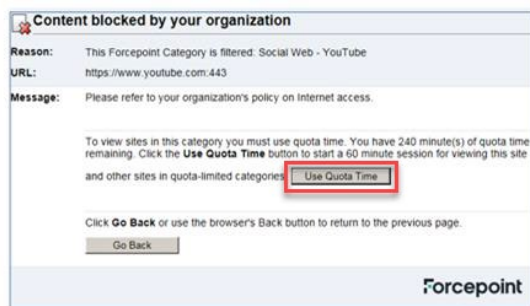 Content blocked by your organization
Reason: This Forcepoint Category is filtered: Social Web - YouTube
URL: https://www.youtube.com:443
Message: Please refer to your organization's policy on Internet access.
To view sites in this category you must use quota time. You have 240 minute(s) of quota time
remaining. Click the Use Quota Time button to start a 60 minute session for viewing this site
and other sites in quota-limited categories Use Quota Time
Click Go Back or use the browser's Back button to return to the previous page.
Go Back
Forcepoint